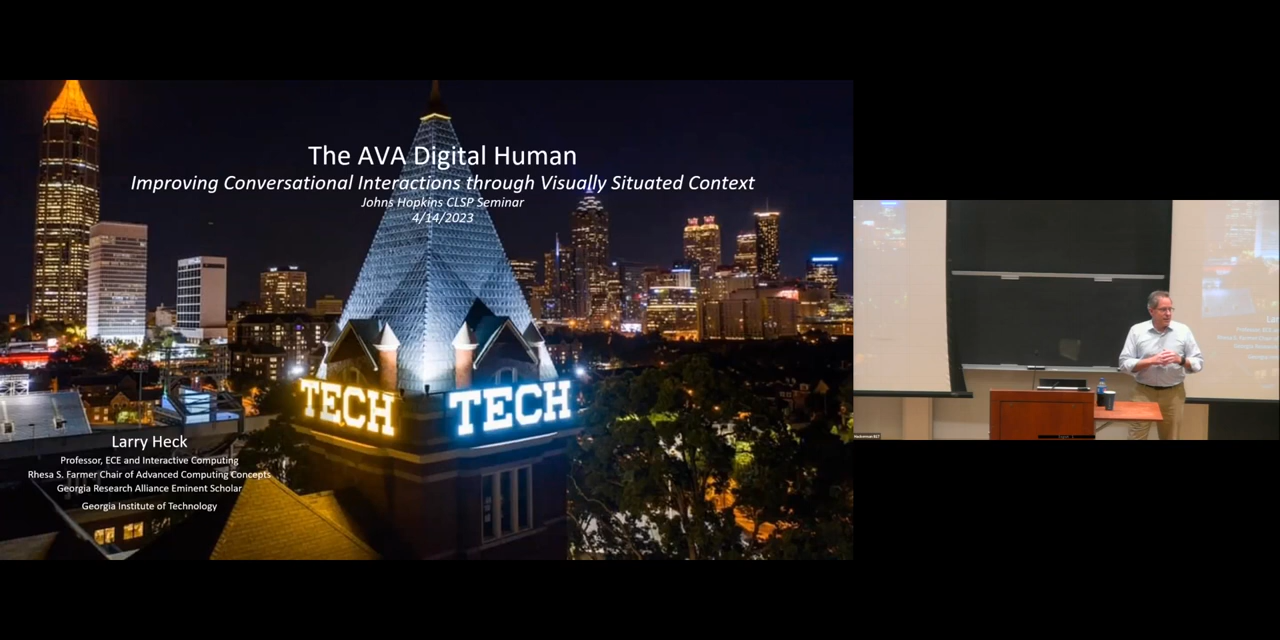 The AVA Digital Human
Improving Conversational Interactions through Visually Situated Context
Johns Hopkins CLSP Seminar
4/14/2023
TECH TECH
Larry Heck
Professor, ECE and Interactive Computing
Rhesa S. Farmer Chair of Advanced Computing Concepts
Georgia Research Alliance Eminent Scholar
Georgia Institute of Technology